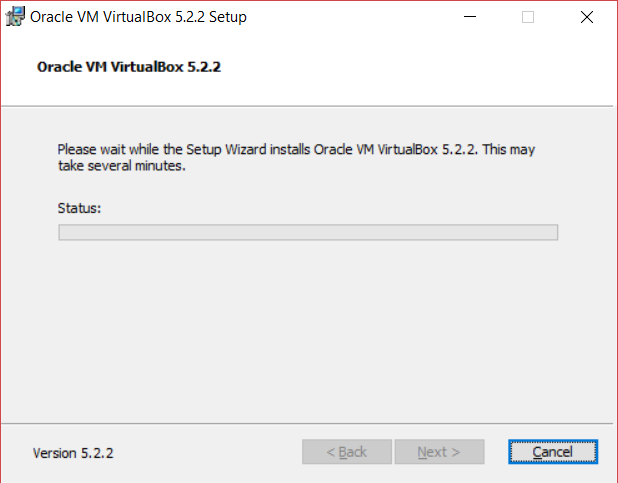 Oracle VM VirtualBox 5.2.2 Setup
Oracle VM VirtualBox 5.2.2
Please wait while the Setup Wizard installs Oracle VM VirtualBox 5.2.2. This may
take several minutes.
Status:
Version 5.2.2
< Back
Next >
Cancel